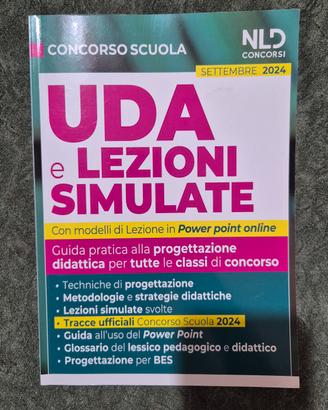 CONCORSO SCUOLA
NLD
CONCORSI
SETTEMBRE 2024
UDA
e LEZIONI
SIMULATE
Con modelli di Lezione in Power point online
Guida pratica alla progettazione
didattica per tutte le classi di concorso
• Techniche di progettazione
• Metodologie e strategie didattiche
• Lezioni simulate svolte
• Tracce ufficiali Concorso Scuola 2024
• Guida all'uso del Power Point
• Glossario del lessico pedagogico e didattico
• Progettazione per BES